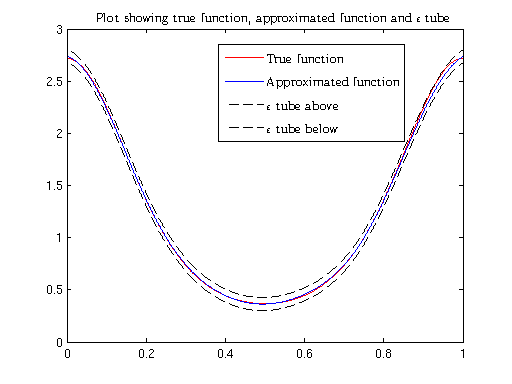 Plot showing true function, approximated function and ε tube
3
2.5
2
1.5
1
0.5
0
True function
Approximated function
ε tube above
ε tube below
0 0.2 0.4 0.6 0.8 1